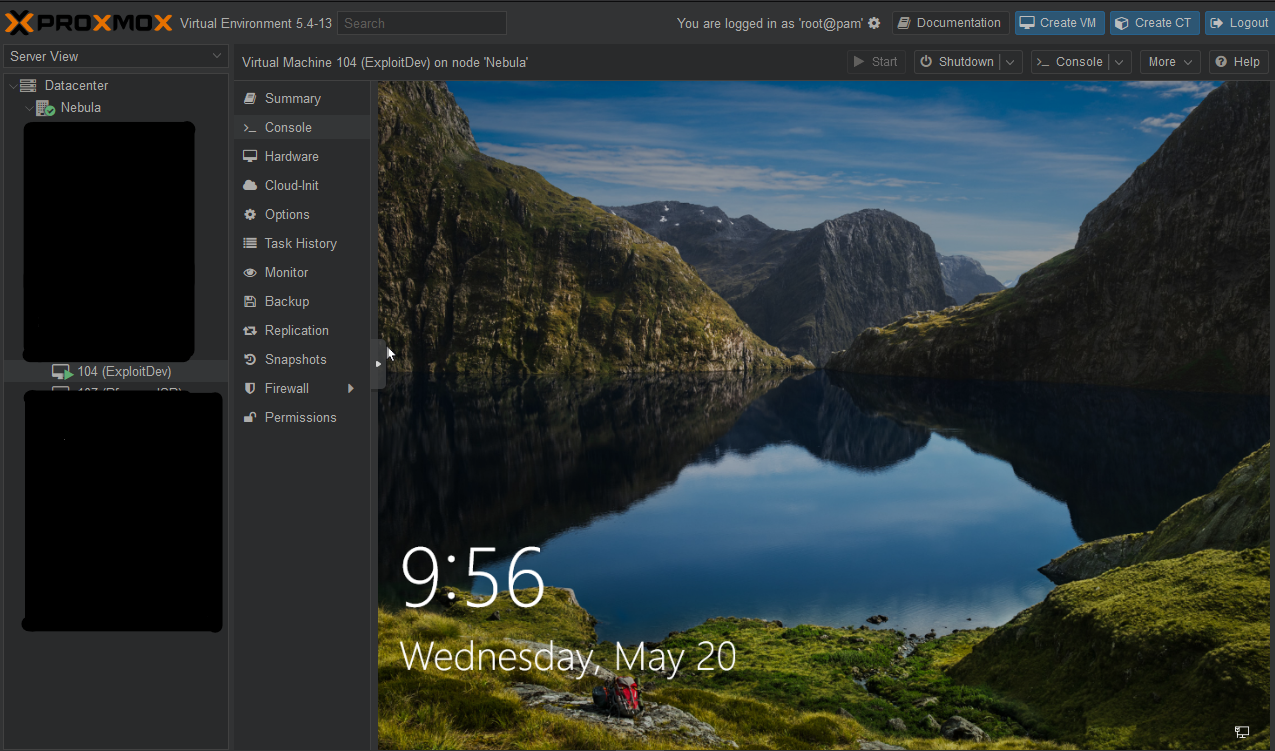 PROXMOX Virtual Environment 5.4-13 Search You are logged in as 'root@pam' Documentation Create VM Create CT Logout
Server View
Virtual Machine 104 (ExploitDev) on node 'Nebula' Start Shutdown Console More Help
Datacenter
Nebula
104 (ExploitDev)
Summary
Console
Hardware
Cloud-Init
Options
Task History
Monitor
Backup
Replication
Snapshots
Firewall
Permissions
9:56
Wednesday, May 20